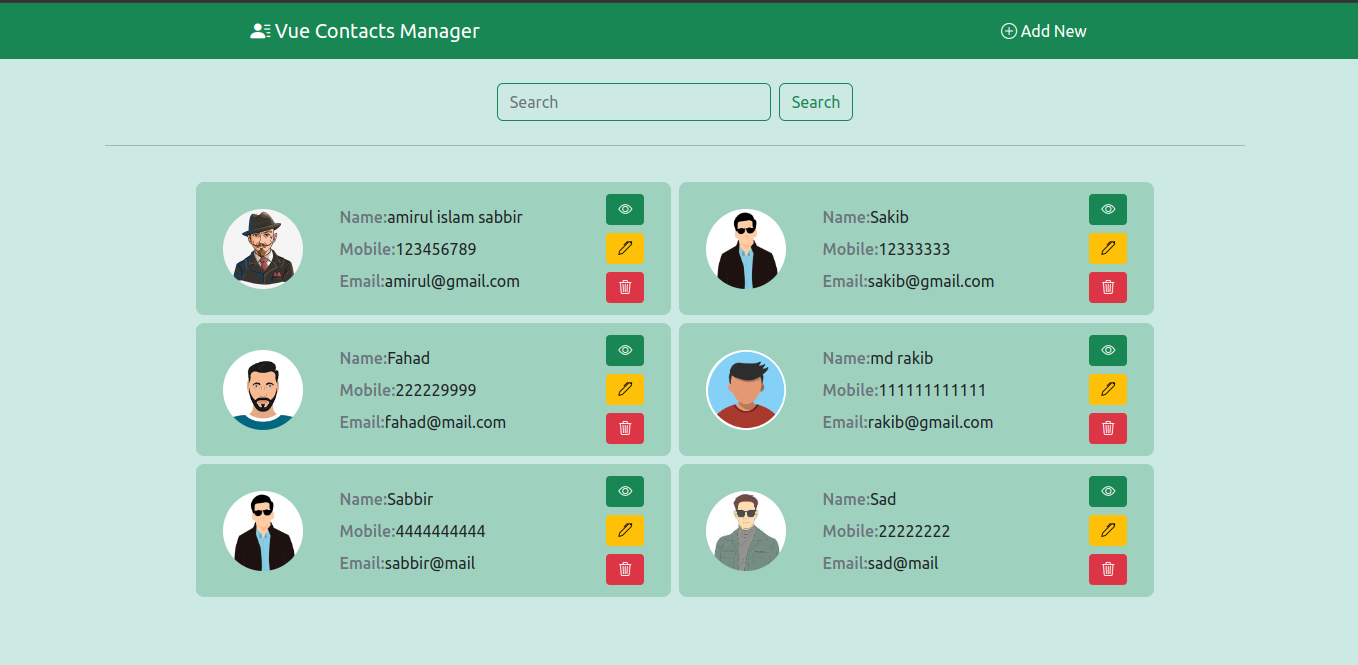 Vue Contacts Manager
Add New
Search
Search
Name:amirul islam sabbir
Mobile:123456789
Email:amirul@gmail.com
Name:Sakib
Mobile:12333333
Email:sakib@gmail.com
Name:Fahad
Mobile:222229999
Email:fahad@mail.com
Name:md rakib
Mobile:111111111111
Email:rakib@gmail.com
Name:Sabbir
Mobile:4444444444
Email:sabbir@mail
Name:Sad
Mobile:22222222
Email:sad@mail